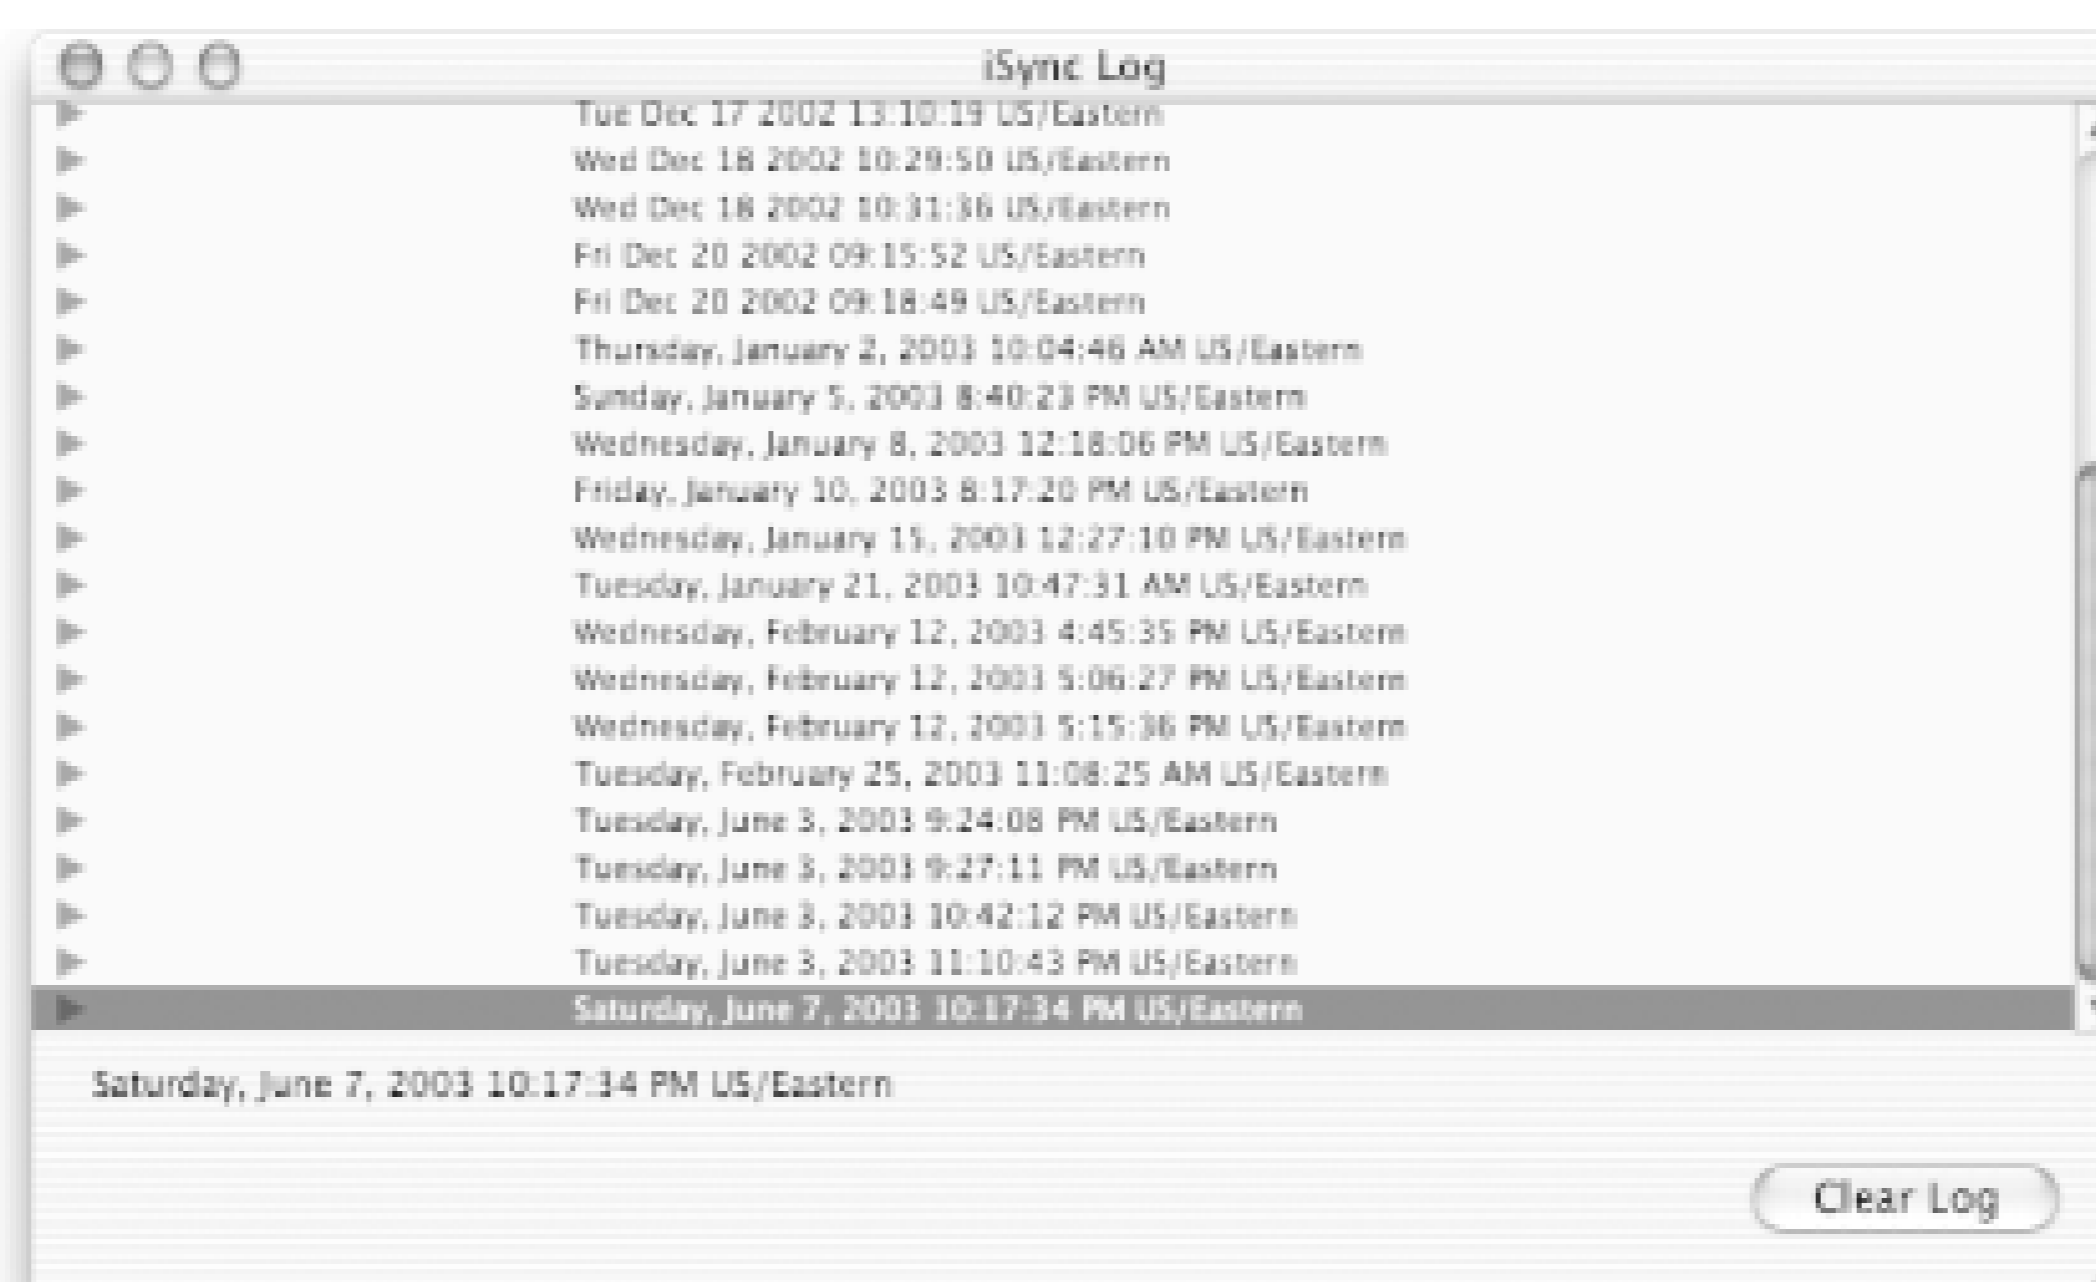 iSync Log
Tue Dec 17 2002 13:10:19 US/Eastern
Wed Dec 18 2002 10:29:50 US/Eastern
Wed Dec 18 2002 10:31:36 US/Eastern
Fri Dec 20 2002 09:15:52 US/Eastern
Fri Dec 20 2002 09:18:49 US/Eastern
Thursday, January 2, 2003 10:04:46 AM US/Eastern
Sunday, January 5, 2003 8:40:23 PM US/Eastern
Wednesday, January 8, 2003 12:18:06 PM US/Eastern
Friday, January 10, 2003 8:17:20 PM US/Eastern
Wednesday, January 15, 2003 12:27:10 PM US/Eastern
Tuesday, January 21, 2003 10:47:31 AM US/Eastern
Wednesday, February 12, 2003 4:45:35 PM US/Eastern
Wednesday, February 12, 2003 5:06:27 PM US/Eastern
Wednesday, February 12, 2003 5:15:36 PM US/Eastern
Tuesday, February 25, 2003 11:08:25 AM US/Eastern
Tuesday, June 3, 2003 9:24:08 PM US/Eastern
Tuesday, June 3, 2003 9:27:11 PM US/Eastern
Tuesday, June 3, 2003 10:42:12 PM US/Eastern
Tuesday, June 3, 2003 11:10:43 PM US/Eastern
Saturday, June 7, 2003 10:17:34 PM US/Eastern
Saturday, June 7, 2003 10:17:34 PM US/Eastern
Clear Log